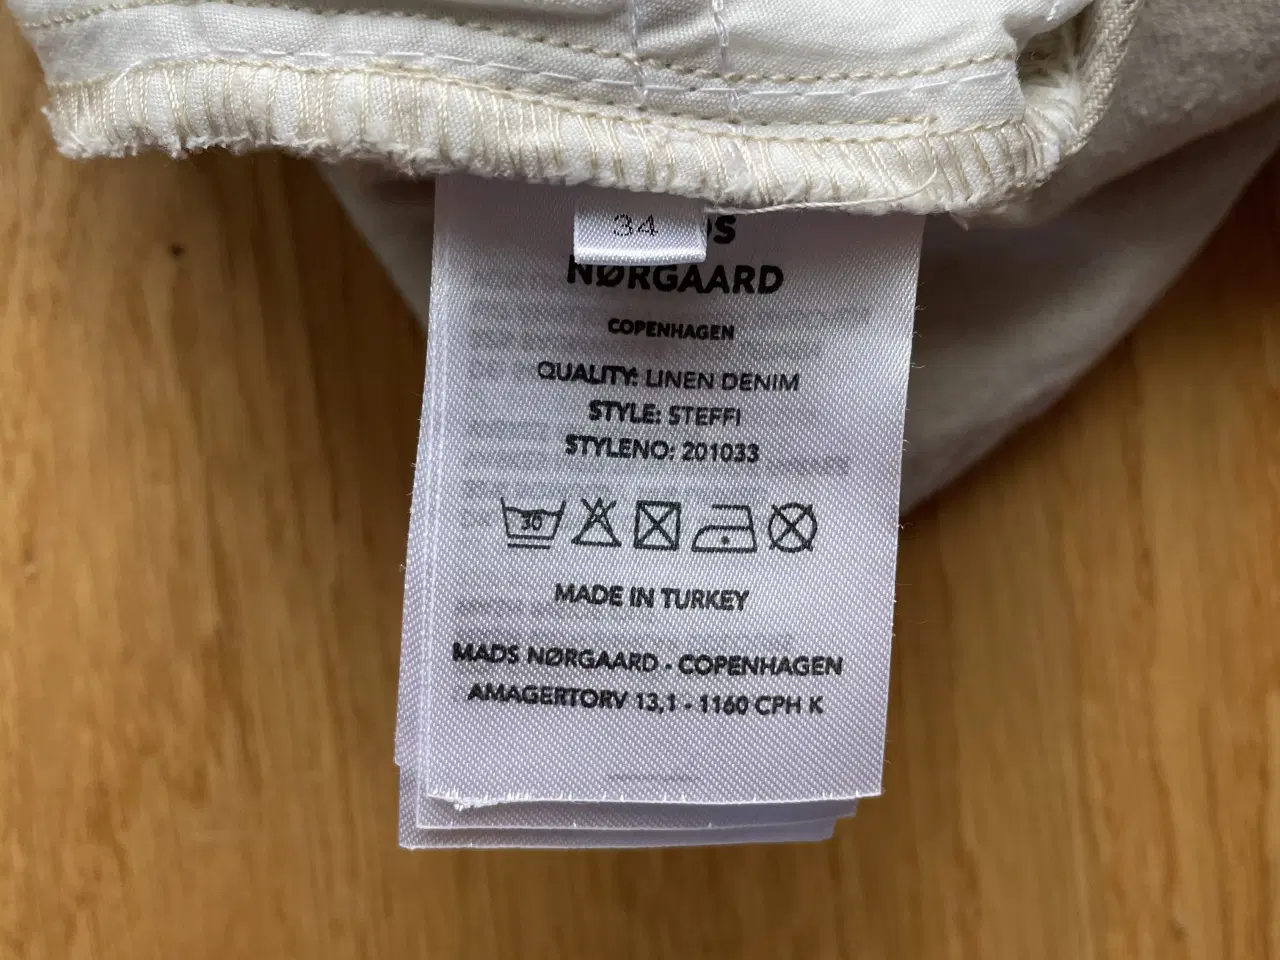 34
DS
NØRGAARD
COPENHAGEN
QUALITY: LINEN DENIM
STYLE: STEFFI
STYLENO: 201033
30
MADE IN TURKEY
MADS NØRGAARD - COPENHAGEN
AMAGERTORV 13,1 - 1160 CPH K